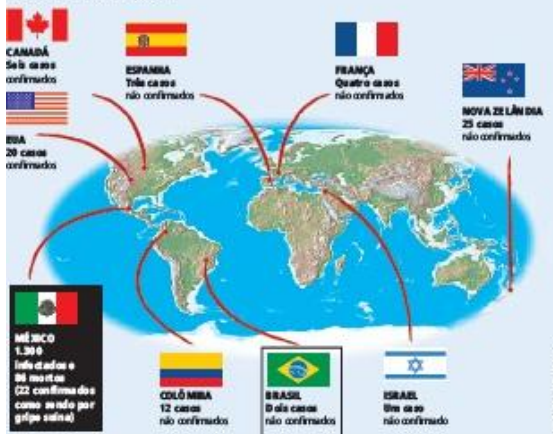 CANADÁ
Seis casos
confirmados
ESPANHA
Três casos
não confirmados
FRANÇA
Quatro casos
não confirmados
NOVA ZELÂNDIA
25 casos
não confirmados
EUA
20 casos
confirmados
MÉXICO
1.300
infectados e
86 mortos
(22 confirmados
como sendo por
gripe suína)
COLÔMBIA
12 casos
não confirmados
BRASIL
Dois casos
não confirmados
ISRAEL
Um caso
não confirmado